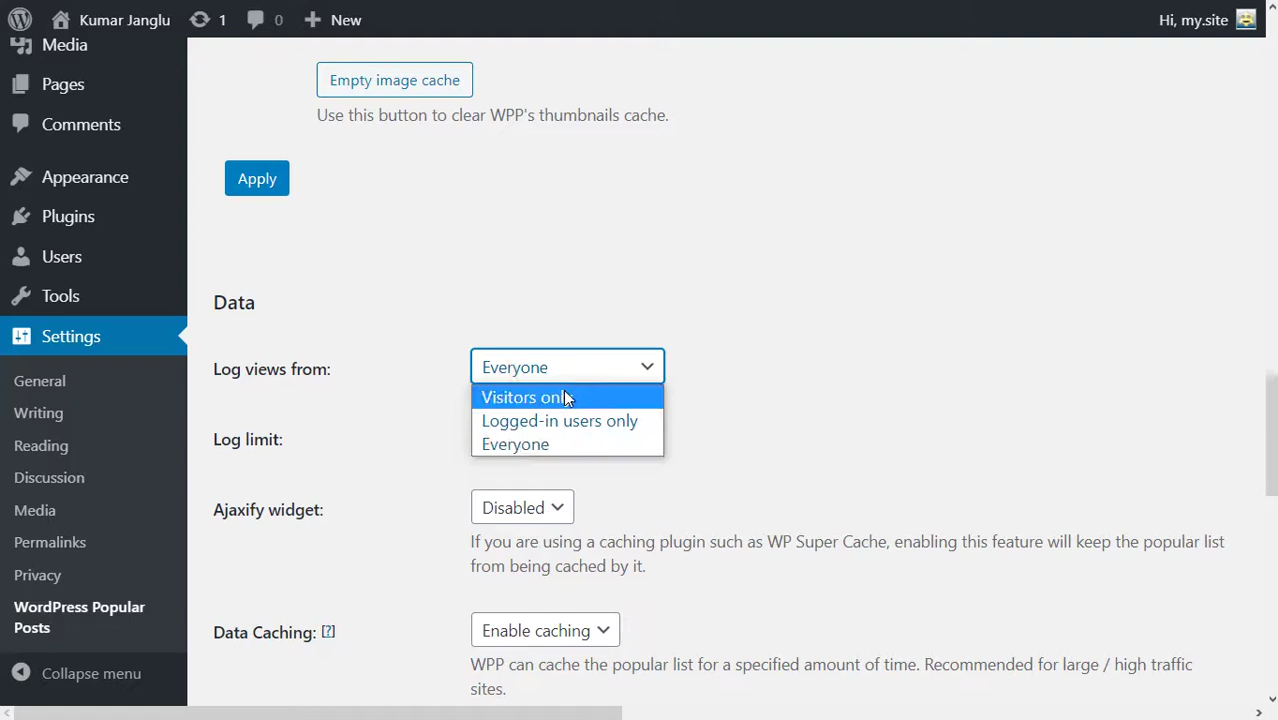 Kumar Janglu
1
0
New
Hi, my.site
Media
Pages
Comments
Appearance
Plugins
Users
Tools
Settings
General
Writing
Reading
Discussion
Media
Permalinks
Privacy
WordPress Popular
Posts
Collapse menu
Empty image cache
Use this button to clear WPP's thumbnails cache.
Apply
Data
Log views from:
Everyone
Visitors only
Logged-in users only
Everyone
Log limit:
Ajaxify widget:
Disabled
If you are using a caching plugin such as WP Super Cache, enabling this feature will keep the popular list
from being cached by it.
Data Caching: [?]
Enable caching
WPP can cache the popular list for a specified amount of time. Recommended for large / high traffic
sites.